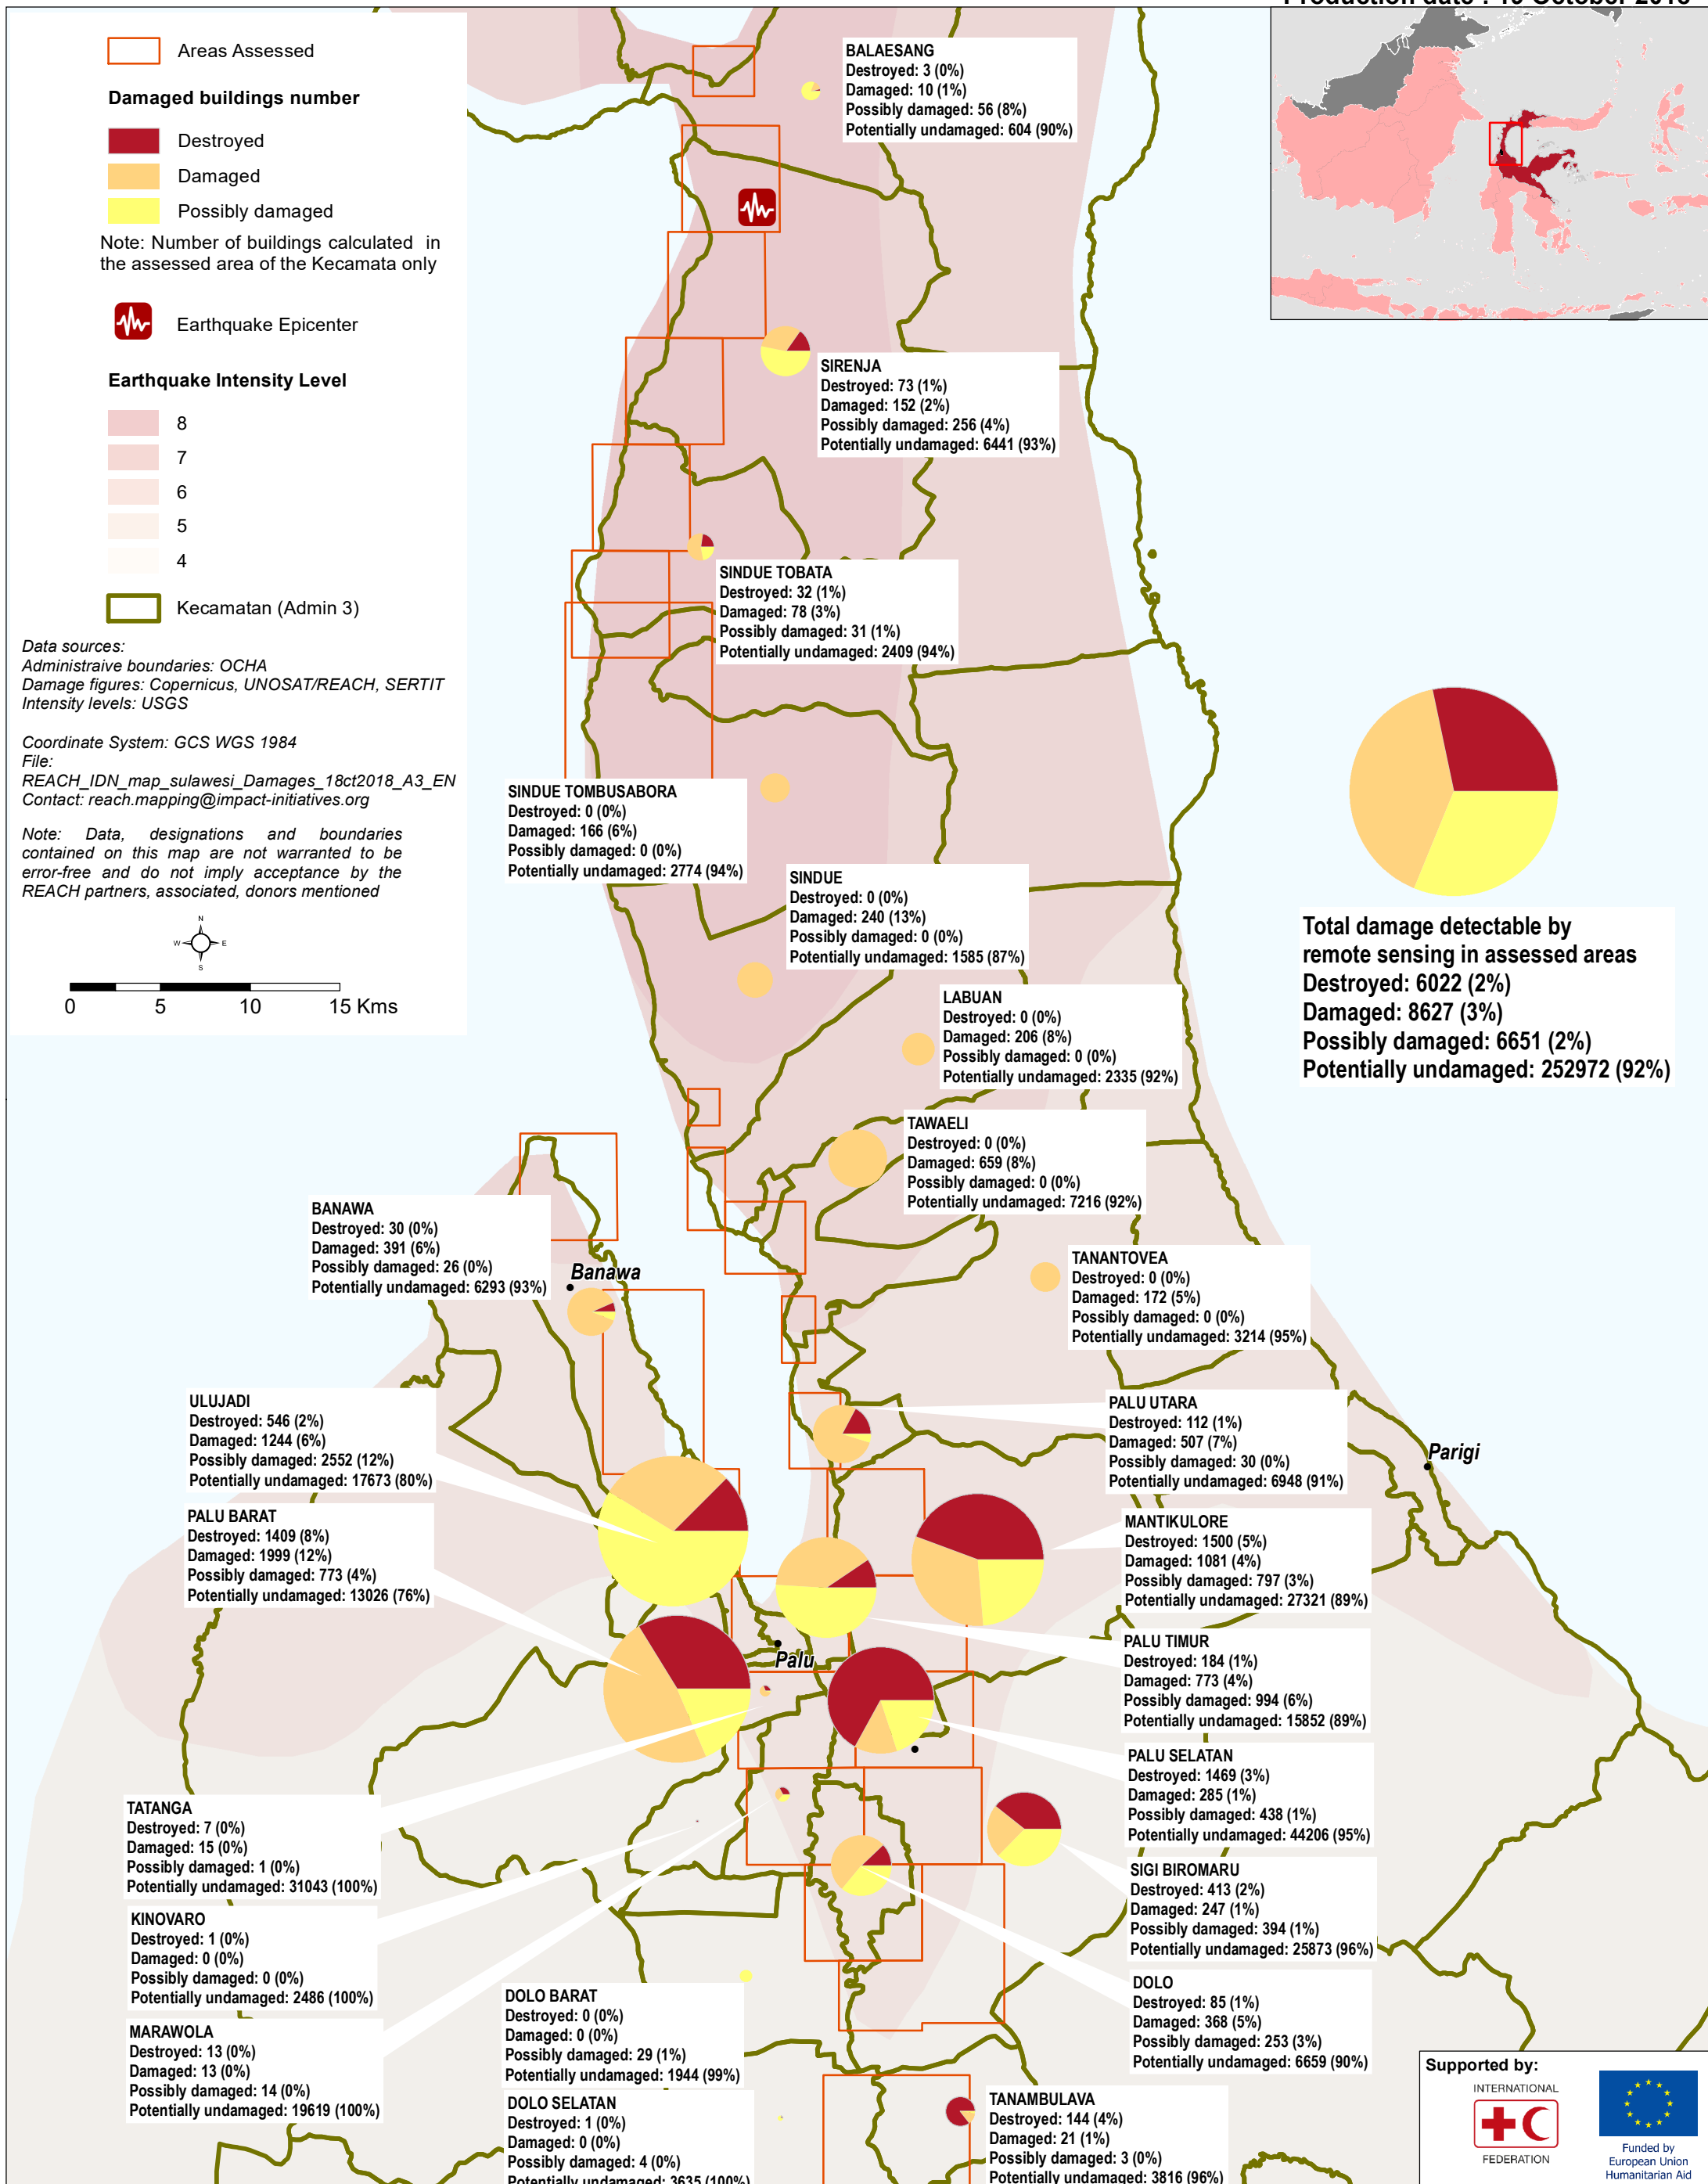 Areas Assessed
Damaged buildings number
Destroyed
Damaged
Possibly damaged
Note: Number of buildings calculated in
the assessed area of the Kecamata only
Earthquake Epicenter
Earthquake Intensity Level
8
7
6
5
4
Kecamatan (Admin 3)
Data sources:
Administraive boundaries: OCHA
Damage figures: Copernicus, UNOSAT/REACH, SERTIT
Intensity levels: USGS
Coordinate System: GCS WGS 1984
File:
REACH_IDN_map_sulawesi_Damages_18ct2018_A3_EN
Contact: reach.mapping@impact-initiatives.org
Note: Data, designations and boundaries
contained on this map are not warranted to be
error-free and do not imply acceptance by the
REACH partners, associated, donors mentioned
N
W E
S
0 5 10 15 Kms
BALAESANG
Destroyed: 3 (0%)
Damaged: 10 (1%)
Possibly damaged: 56 (8%)
Potentially undamaged: 604 (90%)
SIRENJA
Destroyed: 73 (1%)
Damaged: 152 (2%)
Possibly damaged: 256 (4%)
Potentially undamaged: 6441 (93%)
SINDUE TOBATA
Destroyed: 32 (1%)
Damaged: 78 (3%)
Possibly damaged: 31 (1%)
Potentially undamaged: 2409 (94%)
SINDUE TOMBUSABORA
Destroyed: 0 (0%)
Damaged: 166 (6%)
Possibly damaged: 0 (0%)
Potentially undamaged: 2774 (94%)
SINDUE
Destroyed: 0 (0%)
Damaged: 240 (13%)
Possibly damaged: 0 (0%)
Potentially undamaged: 1585 (87%)
Total damage detectable by
remote sensing in assessed areas
Destroyed: 6022 (2%)
Damaged: 8627 (3%)
Possibly damaged: 6651 (2%)
Potentially undamaged: 252972 (92%)
LABUAN
Destroyed: 0 (0%)
Damaged: 206 (8%)
Possibly damaged: 0 (0%)
Potentially undamaged: 2335 (92%)
TAWAELI
Destroyed: 0 (0%)
Damaged: 659 (8%)
Possibly damaged: 0 (0%)
Potentially undamaged: 7216 (92%)
BANAWA
Destroyed: 30 (0%)
Damaged: 391 (6%)
Possibly damaged: 26 (0%)
Potentially undamaged: 6293 (93%)
Banawa
TANANTOVEA
Destroyed: 0 (0%)
Damaged: 172 (5%)
Possibly damaged: 0 (0%)
Potentially undamaged: 3214 (95%)
ULUJADI
Destroyed: 546 (2%)
Damaged: 1244 (6%)
Possibly damaged: 2552 (12%)
Potentially undamaged: 17673 (80%)
PALU UTARA
Destroyed: 112 (1%)
Damaged: 507 (7%)
Possibly damaged: 30 (0%)
Potentially undamaged: 6948 (91%)
Parigi
PALU BARAT
Destroyed: 1409 (8%)
Damaged: 1999 (12%)
Possibly damaged: 773 (4%)
Potentially undamaged: 13026 (76%)
MANTIKULORE
Destroyed: 1500 (5%)
Damaged: 1081 (4%)
Possibly damaged: 797 (3%)
Potentially undamaged: 27321 (89%)
Palu
PALU TIMUR
Destroyed: 184 (1%)
Damaged: 773 (4%)
Possibly damaged: 994 (6%)
Potentially undamaged: 15852 (89%)
PALU SELATAN
Destroyed: 1469 (3%)
Damaged: 285 (1%)
Possibly damaged: 438 (1%)
Potentially undamaged: 44206 (95%)
TATANGA
Destroyed: 7 (0%)
Damaged: 15 (0%)
Possibly damaged: 1 (0%)
Potentially undamaged: 31043 (100%)
SIGI BIROMARU
Destroyed: 413 (2%)
Damaged: 247 (1%)
Possibly damaged: 394 (1%)
Potentially undamaged: 25873 (96%)
KINOVARO
Destroyed: 1 (0%)
Damaged: 0 (0%)
Possibly damaged: 0 (0%)
Potentially undamaged: 2486 (100%)
DOLO
Destroyed: 85 (1%)
Damaged: 368 (5%)
Possibly damaged: 253 (3%)
Potentially undamaged: 6659 (90%)
MARAWOLA
Destroyed: 13 (0%)
Damaged: 13 (0%)
Possibly damaged: 14 (0%)
Potentially undamaged: 19619 (100%)
DOLO BARAT
Destroyed: 0 (0%)
Damaged: 0 (0%)
Possibly damaged: 29 (1%)
Potentially undamaged: 1944 (99%)
DOLO SELATAN
Destroyed: 1 (0%)
Damaged: 0 (0%)
Possibly damaged: 4 (0%)
Potentially undamaged: 3635 (100%)
TANAMBULAVA
Destroyed: 144 (4%)
Damaged: 21 (1%)
Possibly damaged: 3 (0%)
Potentially undamaged: 3816 (96%)
Supported by:
INTERNATIONAL
FEDERATION
Funded by
European Union
Humanitarian Aid